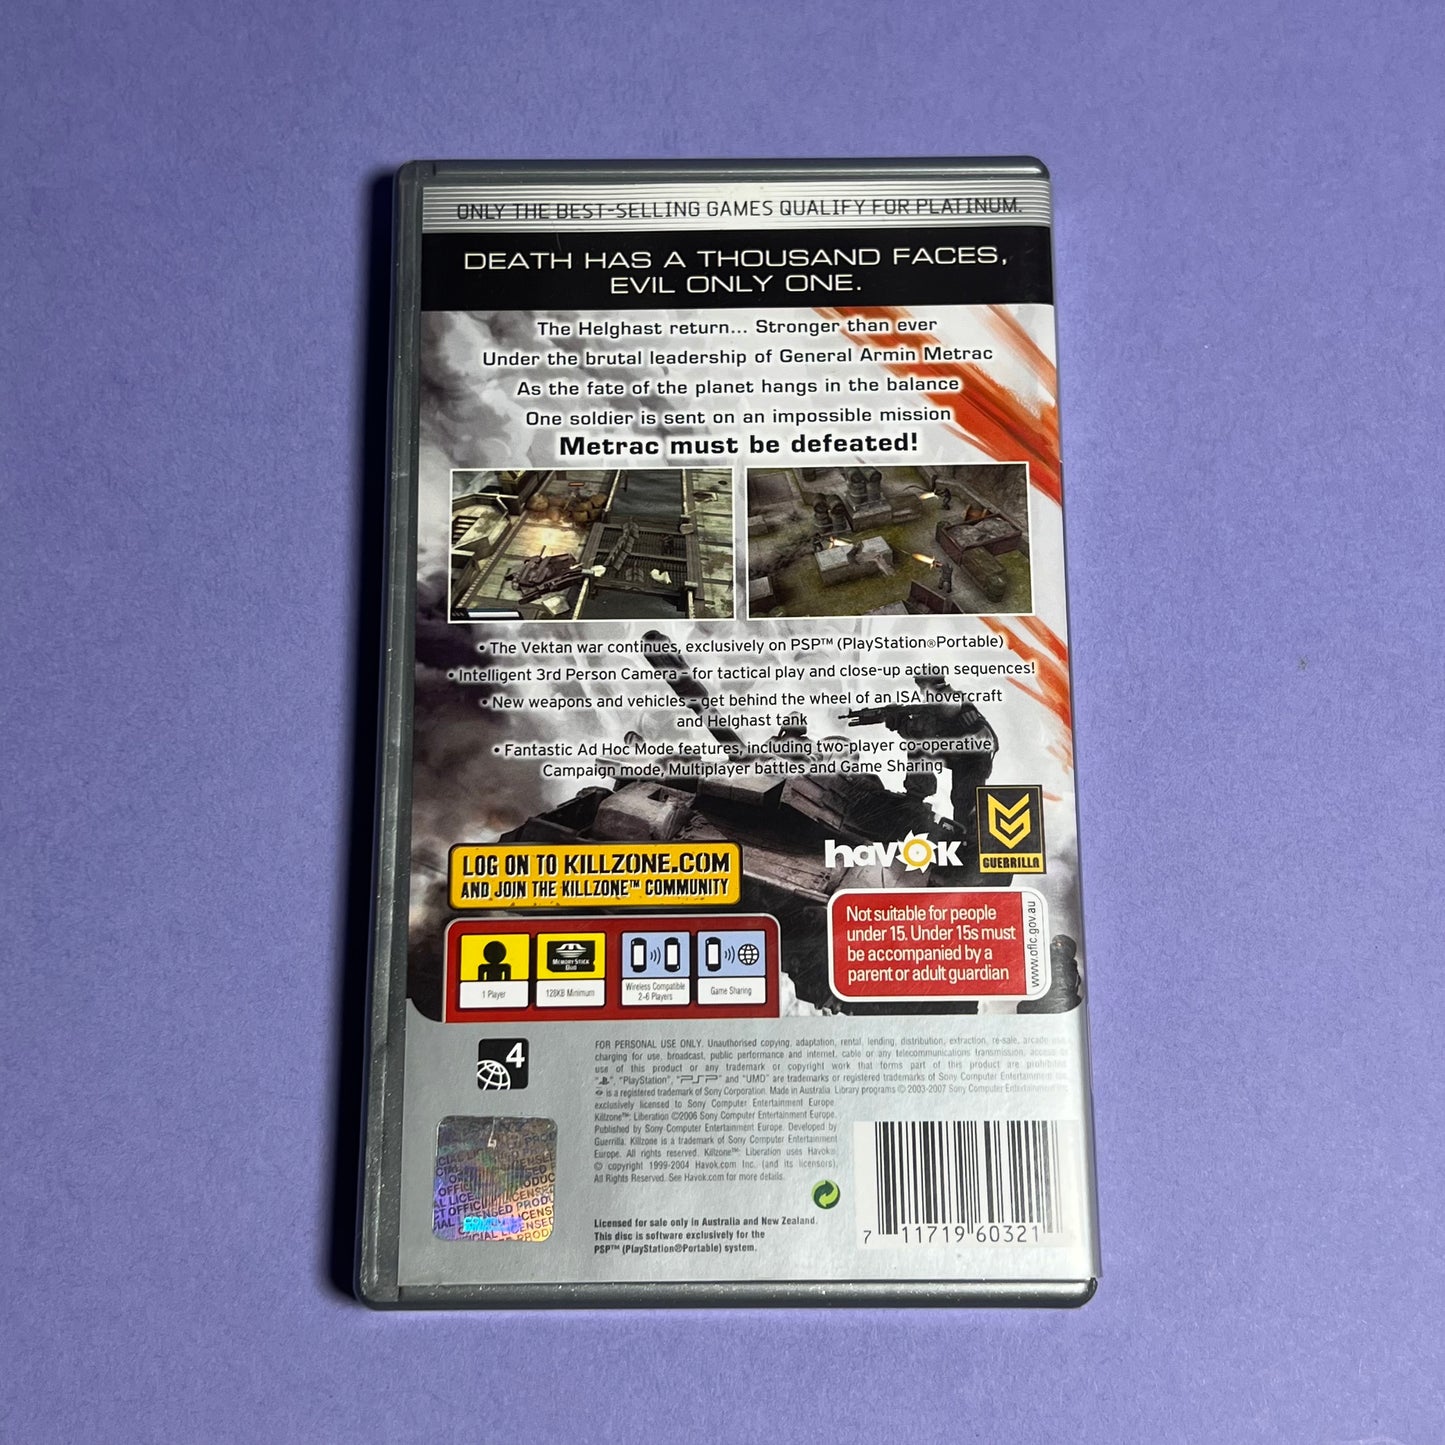 ONLY THE BEST-SELLING GAMES QUALIFY FOR PLATINUM.
DEATH HAS A THOUSAND FACES,
EVIL ONLY ONE.
The Helghast return... Stronger than ever
Under the brutal leadership of General Armin Metrac
As the fate of the planet hangs in the balance
One soldier is sent on an impossible mission
Metrac must be defeated!
• The Vektan war continues, exclusively on PSP™ (PlayStation®Portable)
• Intelligent 3rd Person Camera – for tactical play and close-up action sequences!
• New weapons and vehicles – get behind the wheel of an ISA hovercraft
and Helghast tank
• Fantastic Ad Hoc Mode features, including two-player co-operative
Campaign mode, Multiplayer battles and Game Sharing
havok
GUERRILLA
LOG ON TO KILLZONE.COM
AND JOIN THE KILLZONE™ COMMUNITY
Not suitable for people
under 15. Under 15s must
be accompanied by a
parent or adult guardian
www.oflc.gov.au
MEMORY STICK
DUO
1 Player
128KB Minimum
Wireless Compatible
2-6 Players
Game Sharing
4
FOR PERSONAL USE ONLY. Unauthorised copying, adaptation, rental, lending, distribution, extraction, re-sale, arcade use,
charging for use, broadcast, public performance and internet, cable or any telecommunications transmission, access or
use of this product or any trademark or copyright work that forms part of this product are prohibited.
"PlayStation", "PSP" and "UMD" are trademarks or registered trademarks of Sony Computer Entertainment Inc.
is a registered trademark of Sony Corporation. Made in Australia. Library programs © 2003-2007 Sony Computer Entertainment Inc.
exclusively licensed to Sony Computer Entertainment Europe.
Killzone™: Liberation ©2006 Sony Computer Entertainment Europe.
Published by Sony Computer Entertainment Europe. Developed by
Guerrilla. Killzone is a trademark of Sony Computer Entertainment
Europe. All rights reserved. Killzone™: Liberation uses Havok®.
© copyright 1999-2004 Havok.com Inc. (and its licensors).
All Rights Reserved. See Havok.com for more details.
Licensed for sale only in Australia and New Zealand.
This disc is software exclusively for the
PSP™ (PlayStation®Portable) system.
7 11719 60321